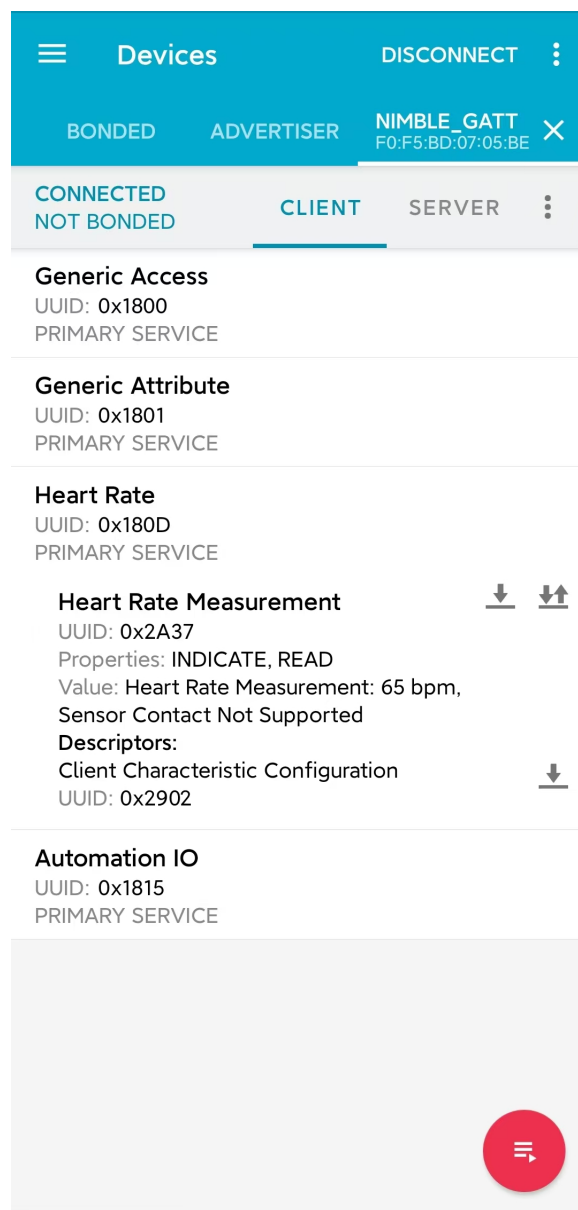 Devices
DISCONNECT
BONDED
ADVERTISER
NIMBLE_GATT
F0:F5:BD:07:05:BE
CONNECTED
NOT BONDED
CLIENT
SERVER
Generic Access
UUID: 0x1800
PRIMARY SERVICE
Generic Attribute
UUID: 0x1801
PRIMARY SERVICE
Heart Rate
UUID: 0x180D
PRIMARY SERVICE
Heart Rate Measurement
UUID: 0x2A37
Properties: INDICATE, READ
Value: Heart Rate Measurement: 65 bpm,
Sensor Contact Not Supported
Descriptors:
Client Characteristic Configuration
UUID: 0x2902
Automation IO
UUID: 0x1815
PRIMARY SERVICE